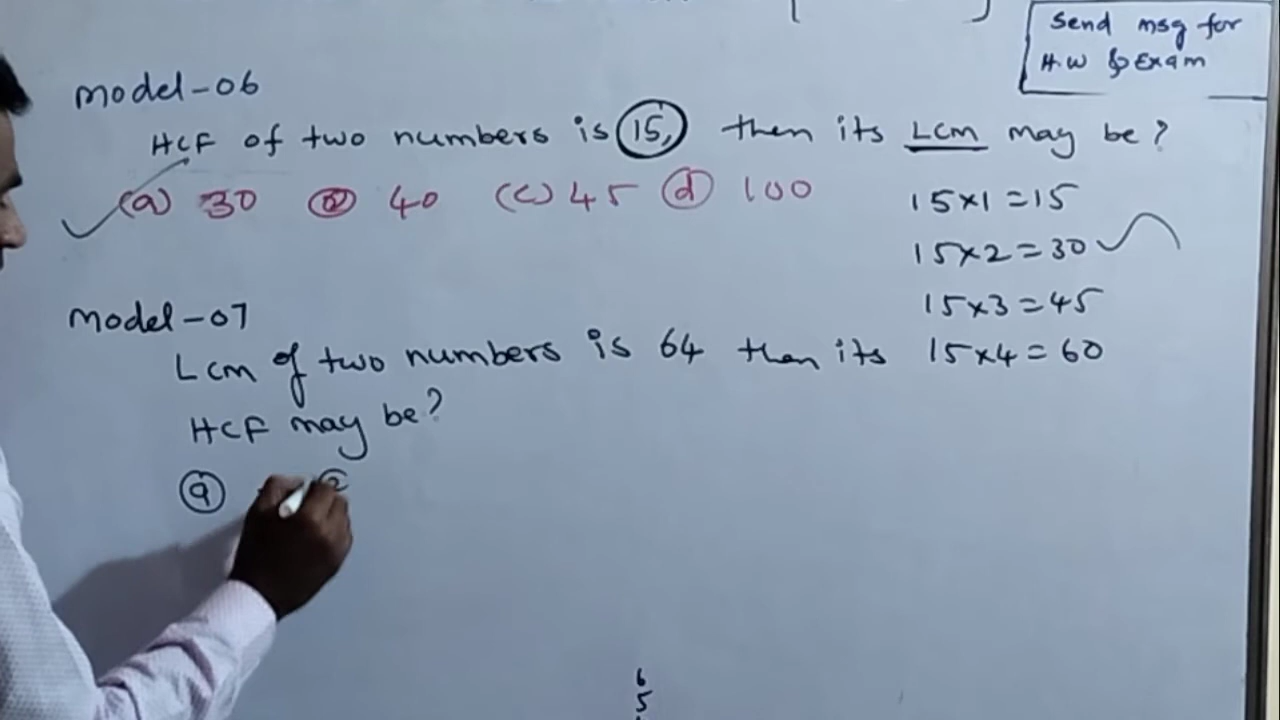 Send msg for
H.W & Exam
Model-06
HCF of two numbers is 15, then its LCM may be?
(a) 30 (b) 40 (c) 45 (d) 100
15×1=15
15×2=30
15×3=45
15×4=60
Model-07
Lcm of two numbers is 64 then its
HCF may be?
(a)
6
5